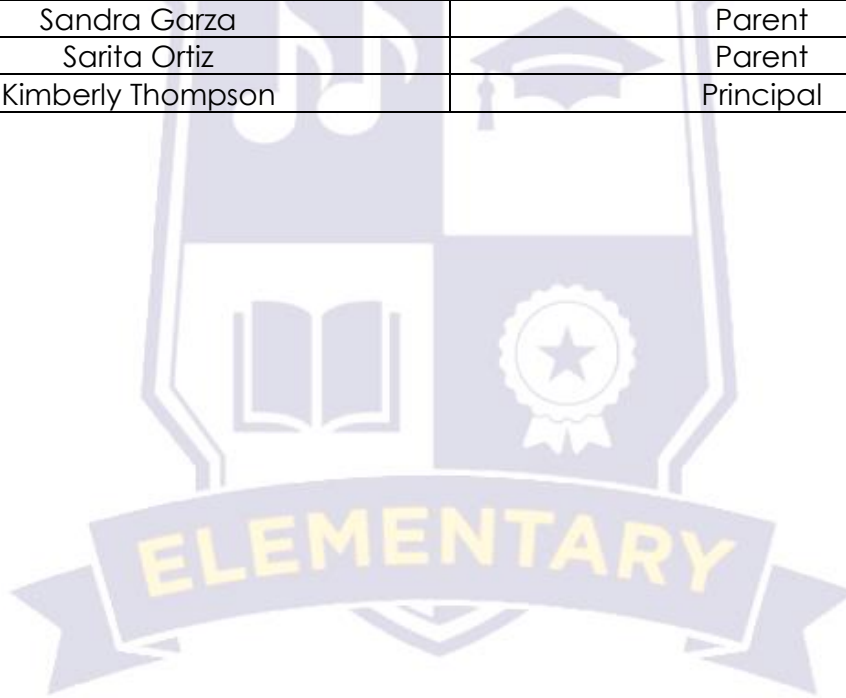 Sandra Garza Parent
Sarita Ortiz Parent
Kimberly Thompson Principal
ELEMENTARY